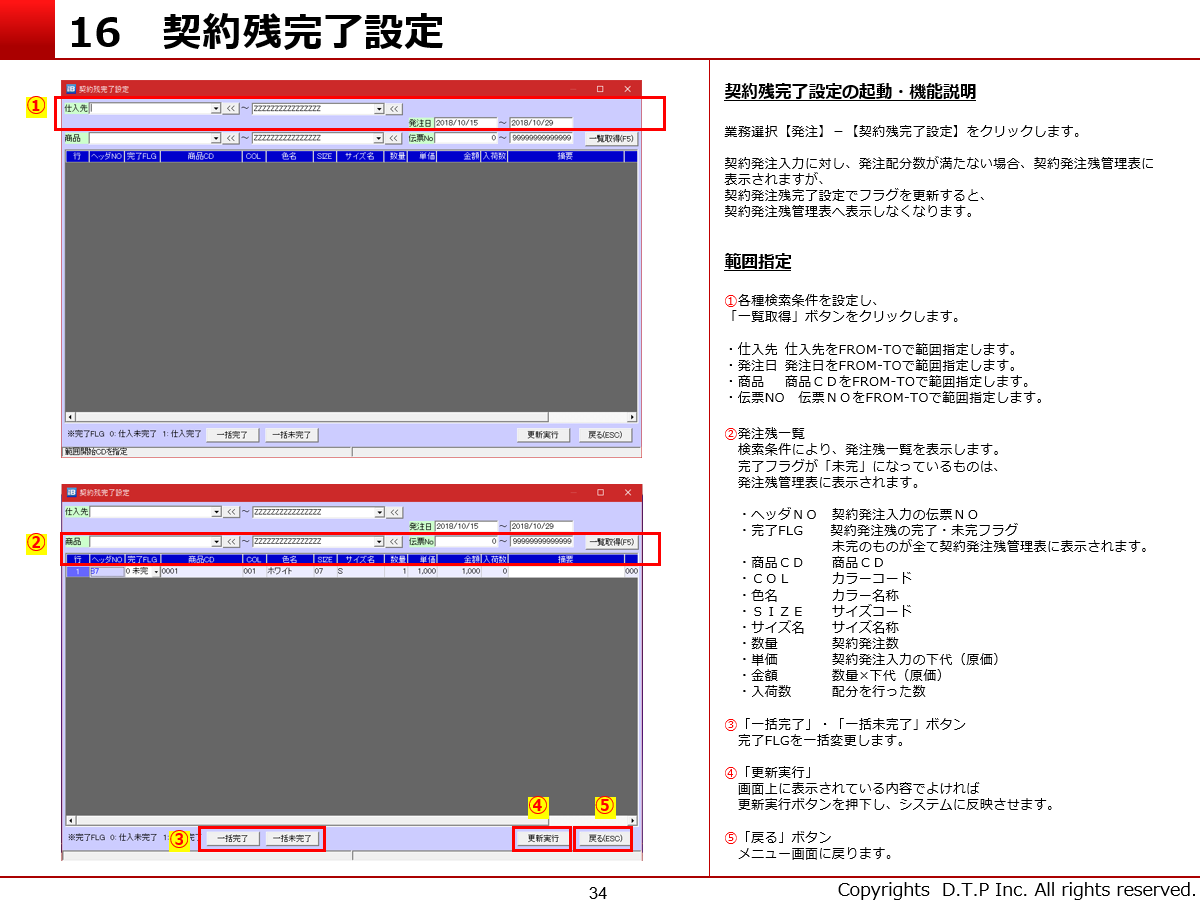 16　契約残完了設定
①
契約残完了設定
仕入先 << ～ ZZZZZZZZZZZZZZZZ <<
発注日 2018/10/15 ～ 2018/10/29
商品 << ～ ZZZZZZZZZZZZZZZZ << 伝票No 0 ～ 99999999999999 一覧取得(F5)
行 ヘッダNO 完了FLG 商品CD COL 色名 SIZE サイズ名 数量 単価 金額 入荷数 摘要
※完了FLG 0:仕入未完了 1:仕入完了 一括完了 一括未完了 更新実行 戻る(ESC)
範囲開始CDを指定
②
契約残完了設定
仕入先 << ～ ZZZZZZZZZZZZZZZZ <<
発注日 2018/10/15 ～ 2018/10/29
商品 << ～ ZZZZZZZZZZZZZZZZ << 伝票No 0 ～ 99999999999999 一覧取得(F5)
行 ヘッダNO 完了FLG 商品CD COL 色名 SIZE サイズ名 数量 単価 金額 入荷数 摘要
1 87 0 未完 0001 001 ホワイト 07 S 1 1,000 1,000 0 000
④ ⑤
※完了FLG 0:仕入未完了 1: ③ 一括完了 一括未完了 更新実行 戻る(ESC)
契約残完了設定の起動・機能説明
業務選択【発注】－【契約残完了設定】をクリックします。
契約発注入力に対し、発注配分数が満たない場合、契約発注残管理表に
表示されますが、
契約発注残完了設定でフラグを更新すると、
契約発注残管理表へ表示しなくなります。
範囲指定
①各種検索条件を設定し、
「一覧取得」ボタンをクリックします。
・仕入先 仕入先をFROM-TOで範囲指定します。
・発注日 発注日をFROM-TOで範囲指定します。
・商品　 商品ＣＤをFROM-TOで範囲指定します。
・伝票NO　伝票ＮＯをFROM-TOで範囲指定します。
②発注残一覧
検索条件により、発注残一覧を表示します。
完了フラグが「未完」になっているものは、
発注残管理表に表示されます。
・ヘッダＮＯ　契約発注入力の伝票ＮＯ
・完了FLG　　契約発注残の完了・未完フラグ
未完のものが全て契約発注残管理表に表示されます。
・商品ＣＤ　　商品ＣＤ
・ＣＯＬ　　　カラーコード
・色名　　　　カラー名称
・ＳＩＺＥ　　サイズコード
・サイズ名　　サイズ名称
・数量　　　　契約発注数
・単価　　　　契約発注入力の下代（原価）
・金額　　　　数量×下代（原価）
・入荷数　　　配分を行った数
③「一括完了」・「一括未完了」ボタン
完了FLGを一括変更します。
④「更新実行」
画面上に表示されている内容でよければ
更新実行ボタンを押下し、システムに反映させます。
⑤「戻る」ボタン
メニュー画面に戻ります。
34
Copyrights D.T.P Inc. All rights reserved.